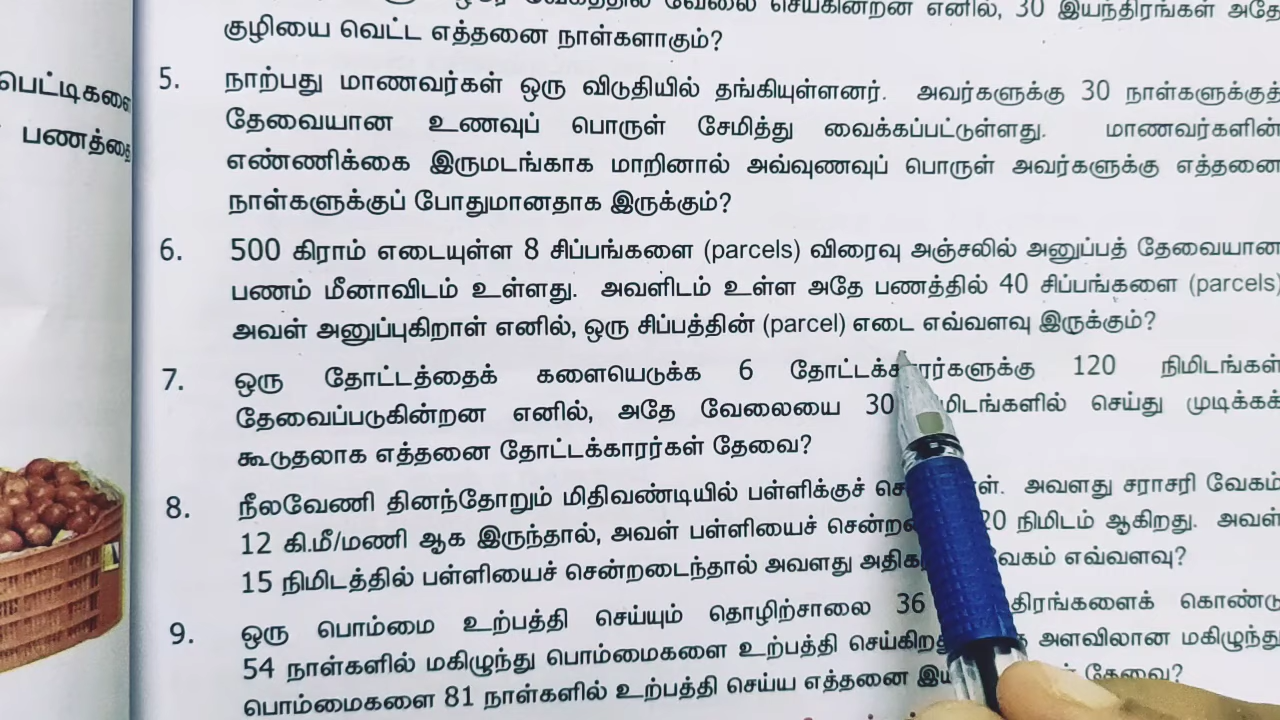 வேலை செய்கின்றன எனில், 30 இயந்திரங்கள் அதே
குழியை வெட்ட எத்தனை நாள்களாகும்?
பெட்டிகளை
பணத்தை
5. நாற்பது மாணவர்கள் ஒரு விடுதியில் தங்கியுள்ளனர். அவர்களுக்கு 30 நாள்களுக்குத்
தேவையான உணவுப் பொருள் சேமித்து வைக்கப்பட்டுள்ளது. மாணவர்களின்
எண்ணிக்கை இருமடங்காக மாறினால் அவ்வுணவுப் பொருள் அவர்களுக்கு எத்தனை
நாள்களுக்குப் போதுமானதாக இருக்கும்?
6. 500 கிராம் எடையுள்ள 8 சிப்பங்களை (parcels) விரைவு அஞ்சலில் அனுப்பத் தேவையான
பணம் மீனாவிடம் உள்ளது. அவளிடம் உள்ள அதே பணத்தில் 40 சிப்பங்களை (parcels)
அவள் அனுப்புகிறாள் எனில், ஒரு சிப்பத்தின் (parcel) எடை எவ்வளவு இருக்கும்?
7. ஒரு தோட்டத்தைக் களையெடுக்க 6 தோட்டக்காரர்களுக்கு 120 நிமிடங்கள்
தேவைப்படுகின்றன எனில், அதே வேலையை 30 நிமிடங்களில் செய்து முடிக்கக்
கூடுதலாக எத்தனை தோட்டக்காரர்கள் தேவை?
8. நீலவேணி தினந்தோறும் மிதிவண்டியில் பள்ளிக்குச் அவளது சராசரி வேகம்
12 கி.மீ/மணி ஆக இருந்தால், அவள் பள்ளியைச் 20 நிமிடம் ஆகிறது. அவள்
15 நிமிடத்தில் பள்ளியைச் சென்றடைந்தால் அவளது வேகம் எவ்வளவு?
9. ஒரு பொம்மை உற்பத்தி செய்யும் தொழிற்சாலை 36 கொண்டு
54 நாள்களில் மகிழுந்து பொம்மைகளை உற்பத்தி அளவிலான மகிழுந்து
பொம்மைகளை 81 நாள்களில் உற்பத்தி செய்ய எத்தனை தேவை?